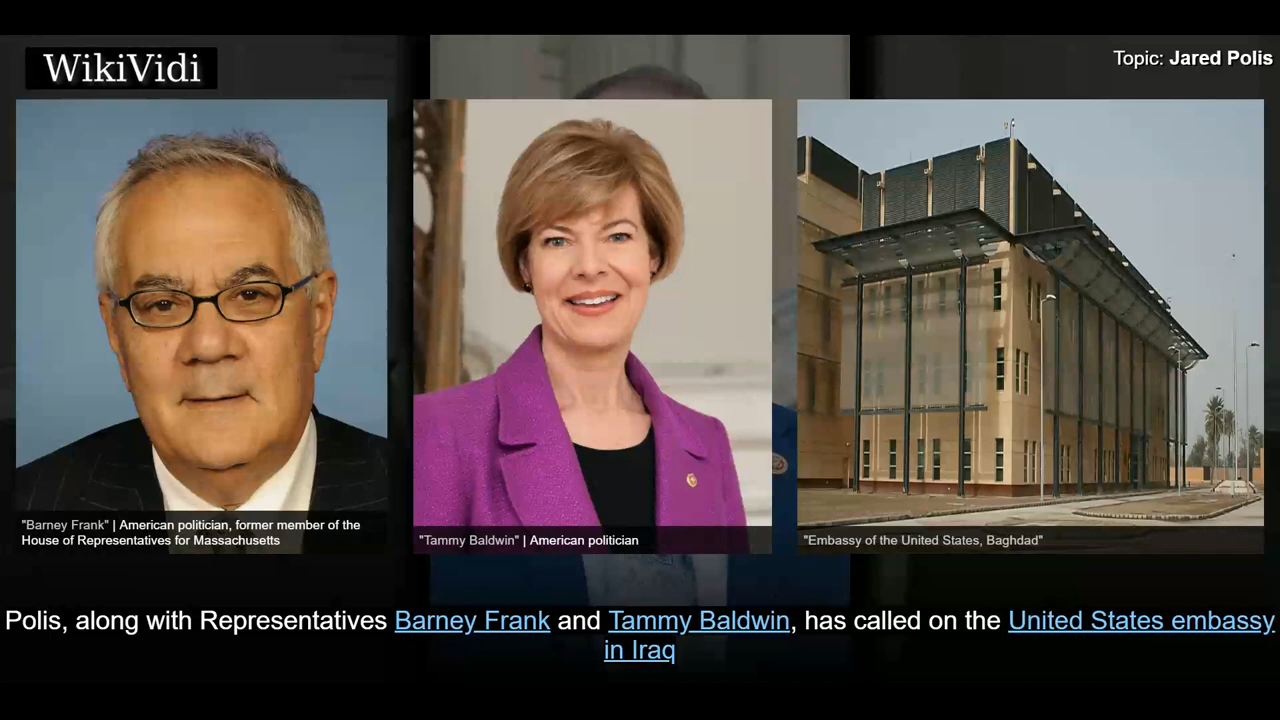 WikiVidi
Topic: Jared Polis
"Barney Frank" | American politician, former member of the
House of Representatives for Massachusetts
"Tammy Baldwin" | American politician
"Embassy of the United States, Baghdad"
Polis, along with Representatives Barney Frank and Tammy Baldwin, has called on the United States embassy
in Iraq